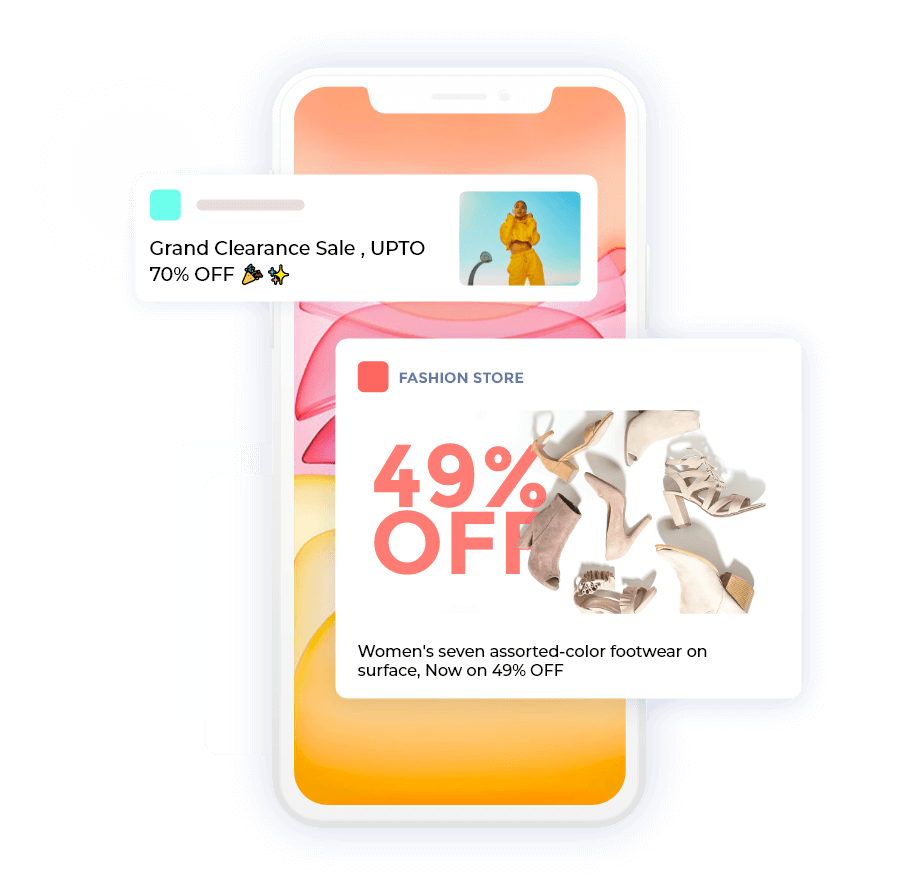 Grand Clearance Sale , UPTO
70% OFF 🎉✨
FASHION STORE
49%
OFF
Women's seven assorted-color footwear on
surface, Now on 49% OFF